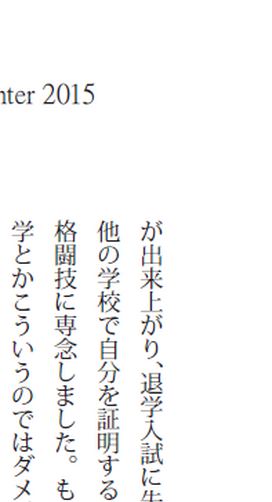 nter 2015
が出来上がり、退学入試に
他の学校で自分を証明する
格闘技に専念しました。も
学とかこういうのではダメ